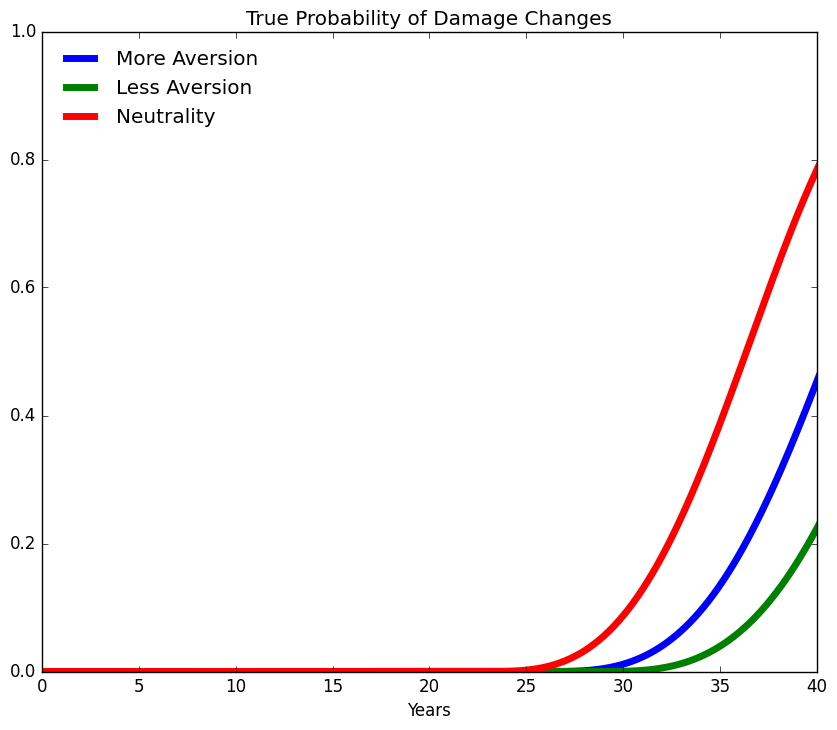 True Probability of Damage Changes
1.0
More Aversion
Less Aversion
Neutrality
0.8
0.6
0.4
0.2
0.0
0 5 10 15 20 25 30 35 40
Years